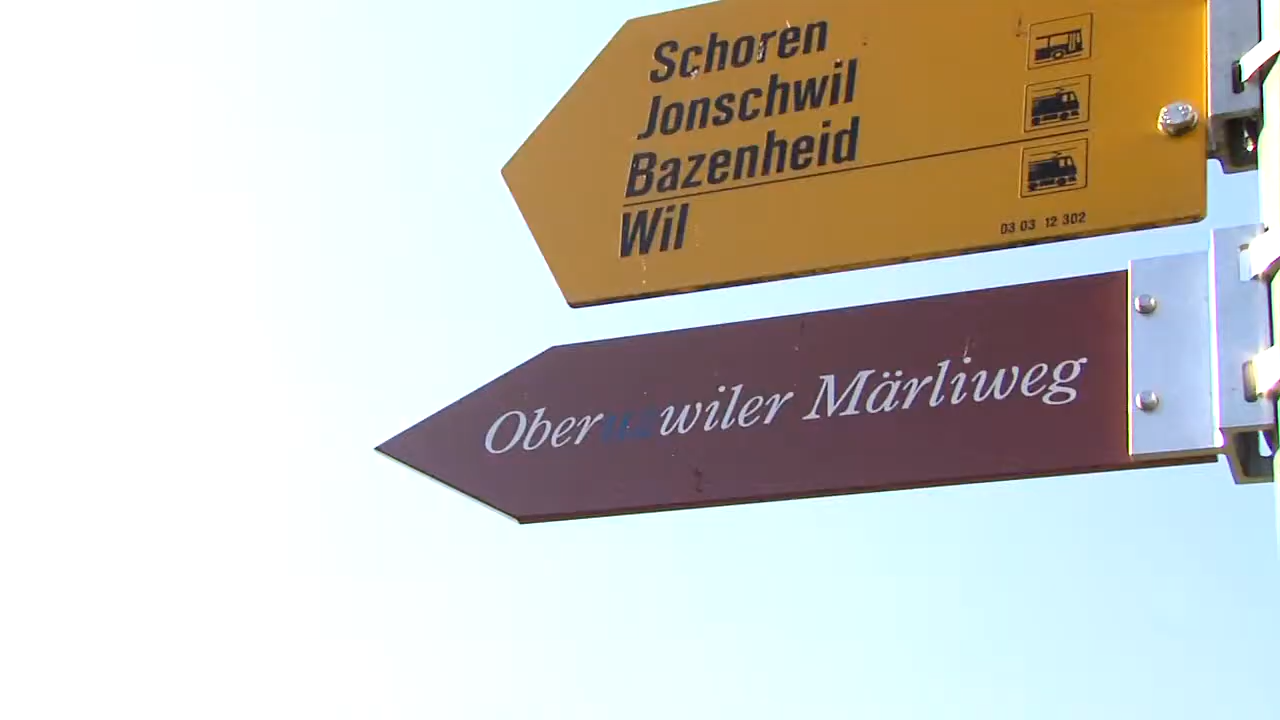 Schoren
Jonschwil
Bazenheid
Wil
03 03 12 302
Oberuzwiler Märliweg